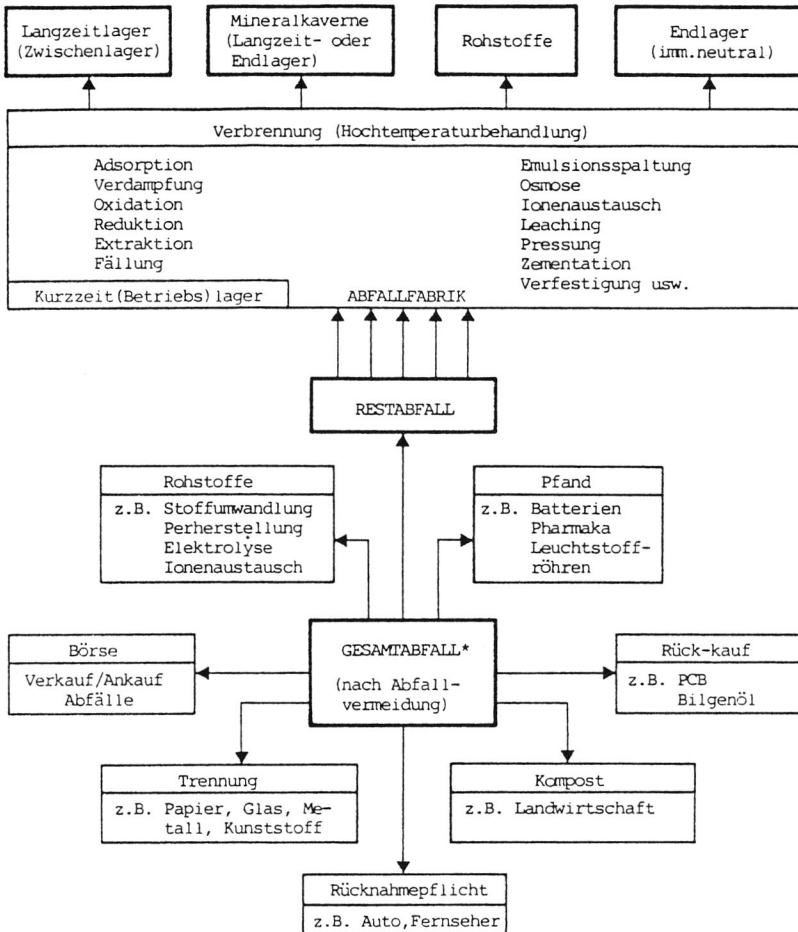 Langzeitlager
(Zwischenlager)
Mineralkaverne
(Langzeit- oder
Endlager)
Rohstoffe
Endlager
(imm.neutral)
Verbrennung (Hochtemperaturbehandlung)
Adsorption
Verdampfung
Oxidation
Reduktion
Extraktion
Fällung
Emulsionsspaltung
Osmose
Ionenaustausch
Leaching
Pressung
Zementation
Verfestigung usw.
Kurzzeit(Betriebs)lager
ABFALLFABRIK
RESTABFALL
Rohstoffe
z.B. Stoffumwandlung
Perherstellung
Elektrolyse
Ionenaustausch
Pfand
z.B. Batterien
Pharmaka
Leuchtstoff-
röhren
Börse
Verkauf/Ankauf
Abfälle
GESAMTABFALL*
(nach Abfall-
vermeidung)
Rück-kauf
z.B. PCB
Bilgenöl
Trennung
z.B. Papier, Glas, Me-
tall, Kunststoff
Kompost
z.B. Landwirtschaft
Rücknahmepflicht
z.B. Auto,Fernseher